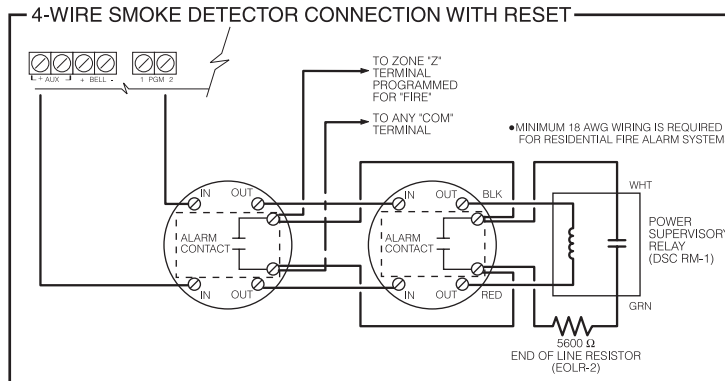 4-WIRE SMOKE DETECTOR CONNECTION WITH RESET
+ AUX -
+ BELL -
1 PGM 2
TO ZONE "Z"
TERMINAL
PROGRAMMED
FOR "FIRE"
TO ANY "COM"
TERMINAL
•MINIMUM 18 AWG WIRING IS REQUIRED
FOR RESIDENTIAL FIRE ALARM SYSTEM
IN
OUT
IN
OUT
BLK
WHT
ALARM
CONTACT
ALARM
CONTACT
POWER
SUPERVISORY
RELAY
(DSC RM-1)
IN
OUT
IN
OUT
RED
GRN
5600 Ω
END OF LINE RESISTOR
(EOLR-2)